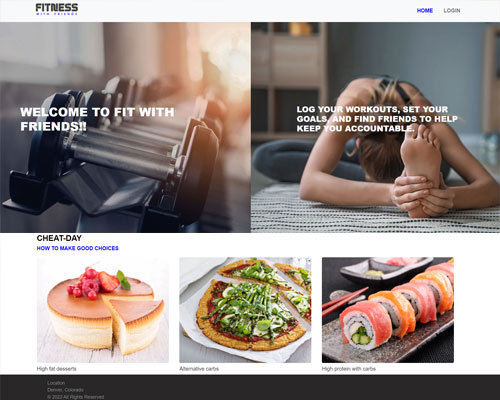 FITNESS
WITH FRIENDS
HOME LOGIN
WELCOME TO FIT WITH
FRIENDS!!
LOG YOUR WORKOUTS, SET YOUR
GOALS, AND FIND FRIENDS TO HELP
KEEP YOU ACCOUNTABLE.
CHEAT-DAY
HOW TO MAKE GOOD CHOICES
High fat desserts
Alternative carbs
High protein with carbs
Location
Denver, Colorado
© 2022 All Rights Reserved